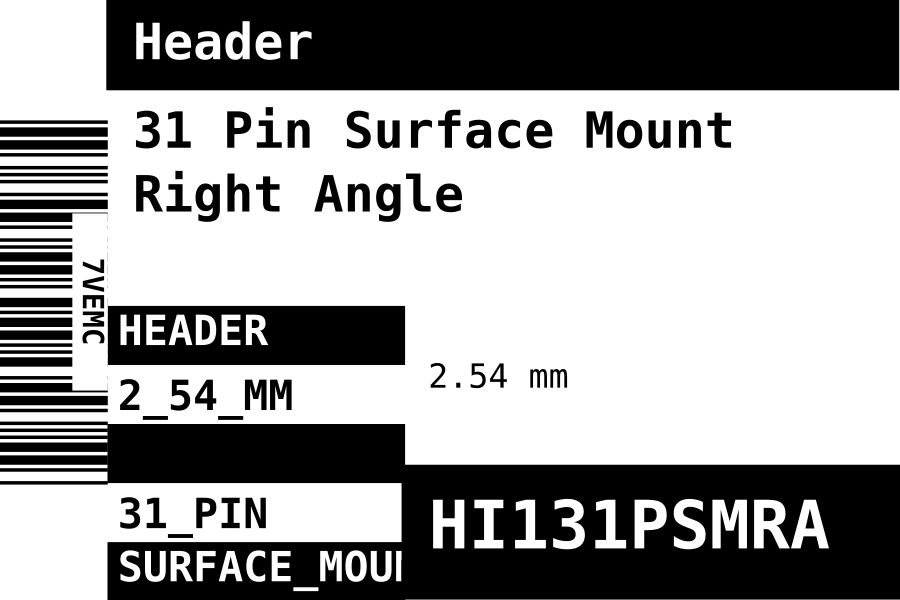 Header
31 Pin Surface Mount
Right Angle
7VEMC
HEADER
2_54_MM
2.54 mm
31_PIN
SURFACE_MOU
HI131PSMRA